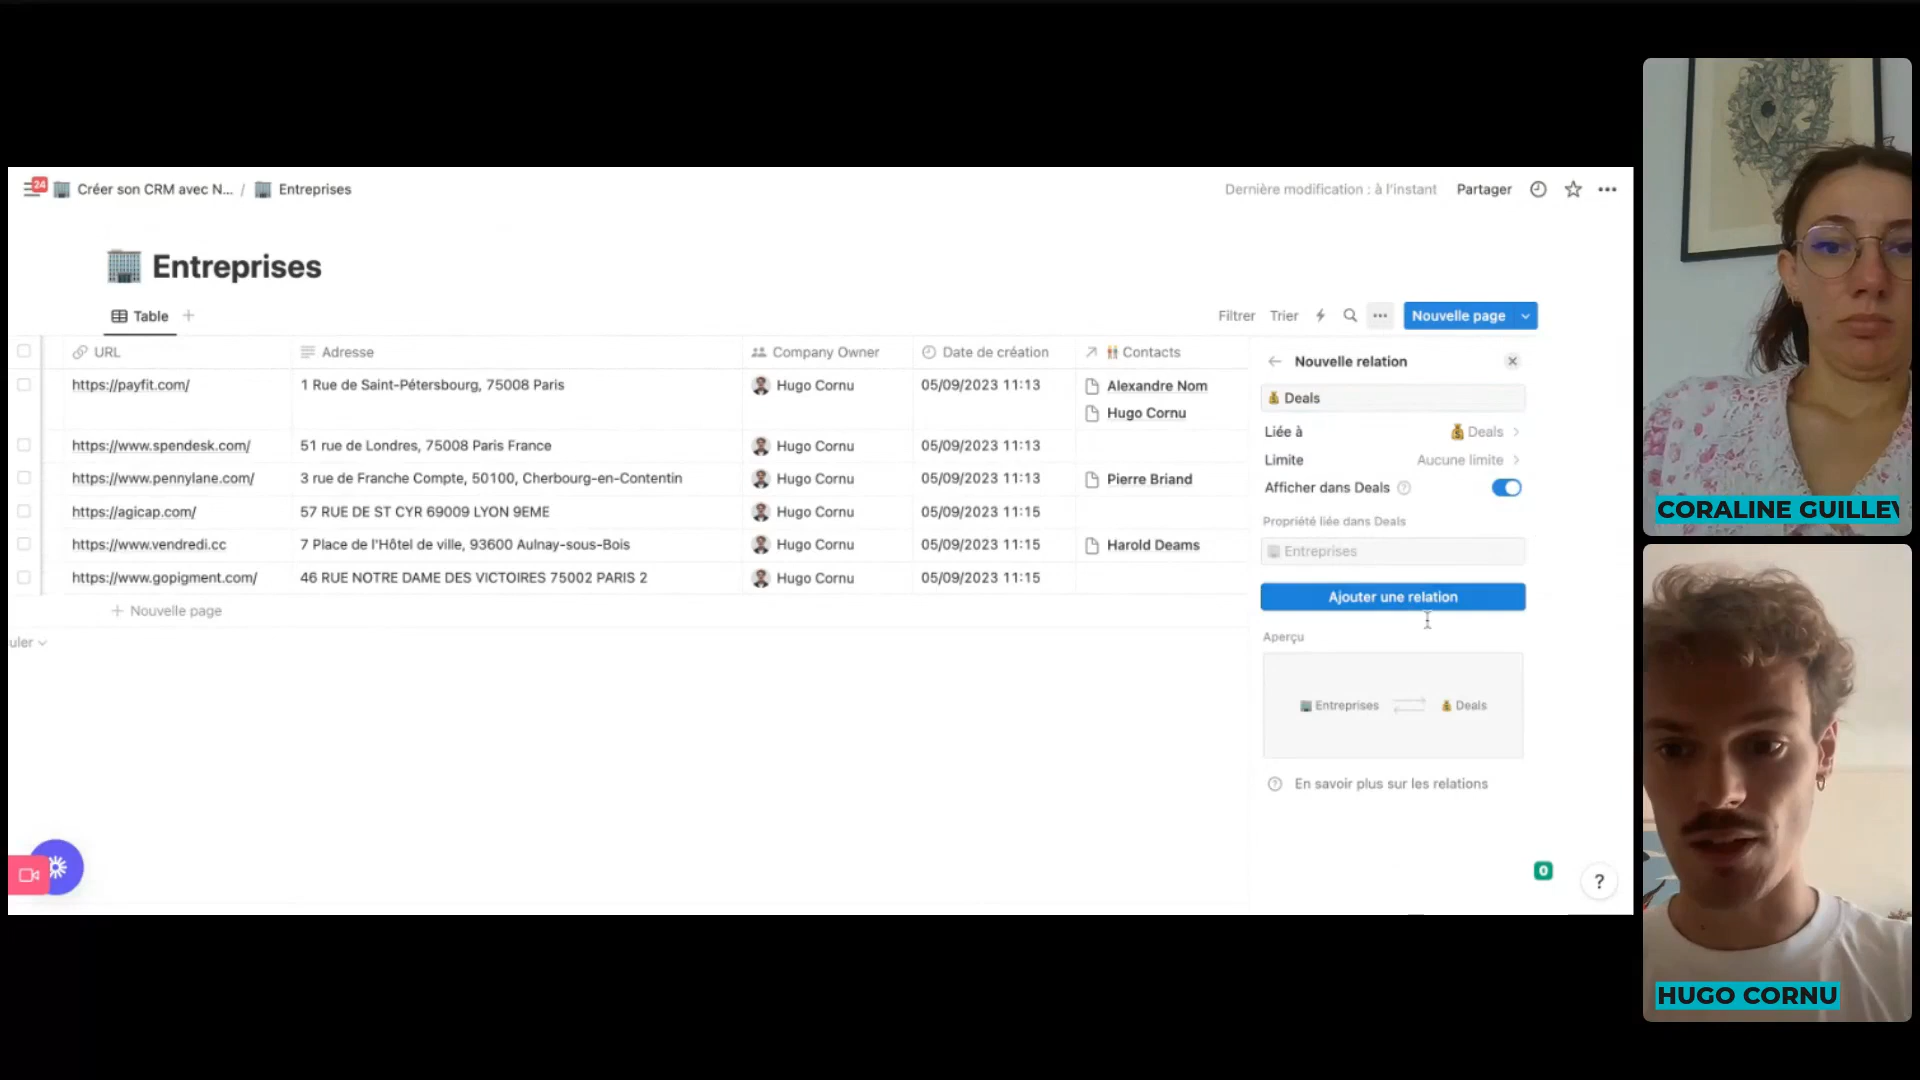 24 Créer son CRM avec N... / Entreprises
Dernière modification : à l'instant Partager
Entreprises
Table
Filtrer Trier Nouvelle page
URL Adresse Company Owner Date de création Contacts
https://payfit.com/ 1 Rue de Saint-Pétersbourg, 75008 Paris Hugo Cornu 05/09/2023 11:13 Alexandre Nom
Hugo Cornu
https://www.spendesk.com/ 51 rue de Londres, 75008 Paris France Hugo Cornu 05/09/2023 11:13
https://www.pennylane.com/ 3 rue de Franche Compte, 50100, Cherbourg-en-Contentin Hugo Cornu 05/09/2023 11:13 Pierre Briand
https://agicap.com/ 57 RUE DE ST CYR 69009 LYON 9EME Hugo Cornu 05/09/2023 11:15
https://www.vendredi.cc 7 Place de l'Hôtel de ville, 93600 Aulnay-sous-Bois Hugo Cornu 05/09/2023 11:15 Harold Deams
https://www.gopigment.com/ 46 RUE NOTRE DAME DES VICTOIRES 75002 PARIS 2 Hugo Cornu 05/09/2023 11:15
+ Nouvelle page
uler
Nouvelle relation
Deals
Liée à Deals
Limite Aucune limite
Afficher dans Deals
Propriété liée dans Deals
Entreprises
Ajouter une relation
Aperçu
Entreprises Deals
En savoir plus sur les relations
0
?
CORALINE GUILLEV
HUGO CORNU